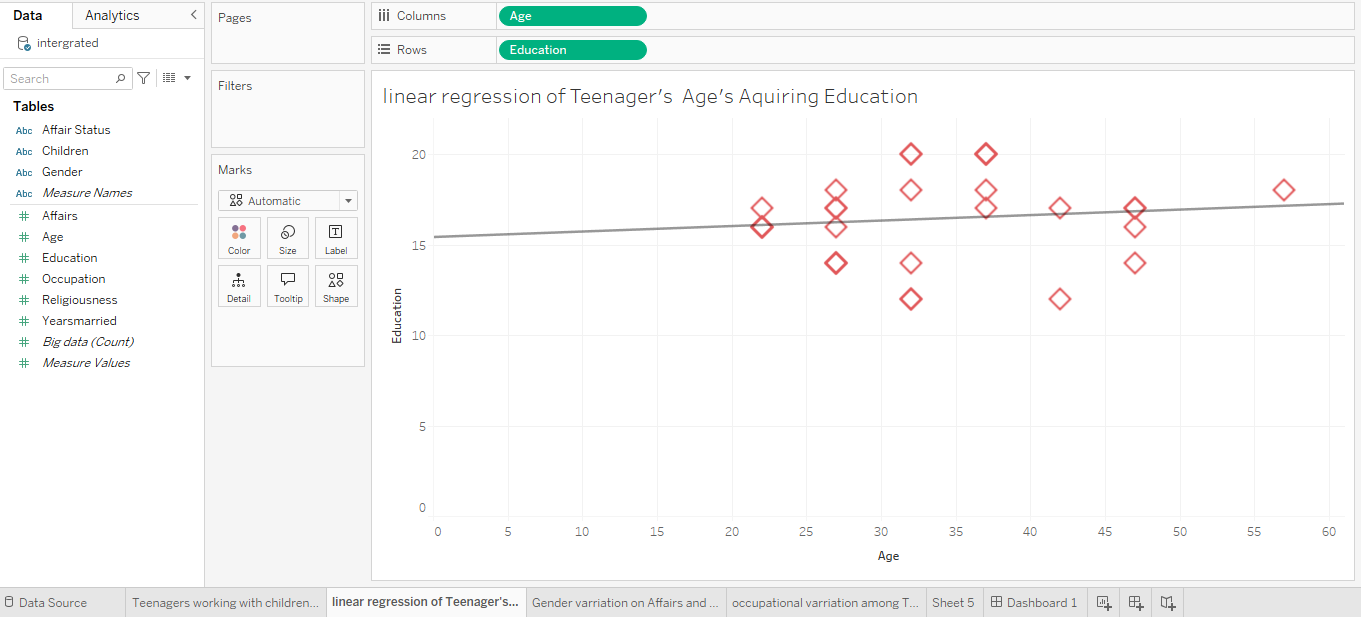 Data
Analytics
intergrated
Search
Tables
Abc Affair Status
Abc Children
Abc Gender
Abc Measure Names
# Affairs
# Age
# Education
# Occupation
# Religiousness
# Yearsmarried
# Big data (Count)
# Measure Values
Pages
Filters
Marks
Automatic
Color Size Label
Detail Tooltip Shape
Columns Age
Rows Education
linear regression of Teenager's  Age's Aquiring Education
20
15
10
5
0
Education
0 5 10 15 20 25 30 35 40 45 50 55 60
Age
Data Source Teenagers working with children... linear regression of Teenager's... Gender varriation on Affairs and ... occupational varriation among T... Sheet 5 Dashboard 1